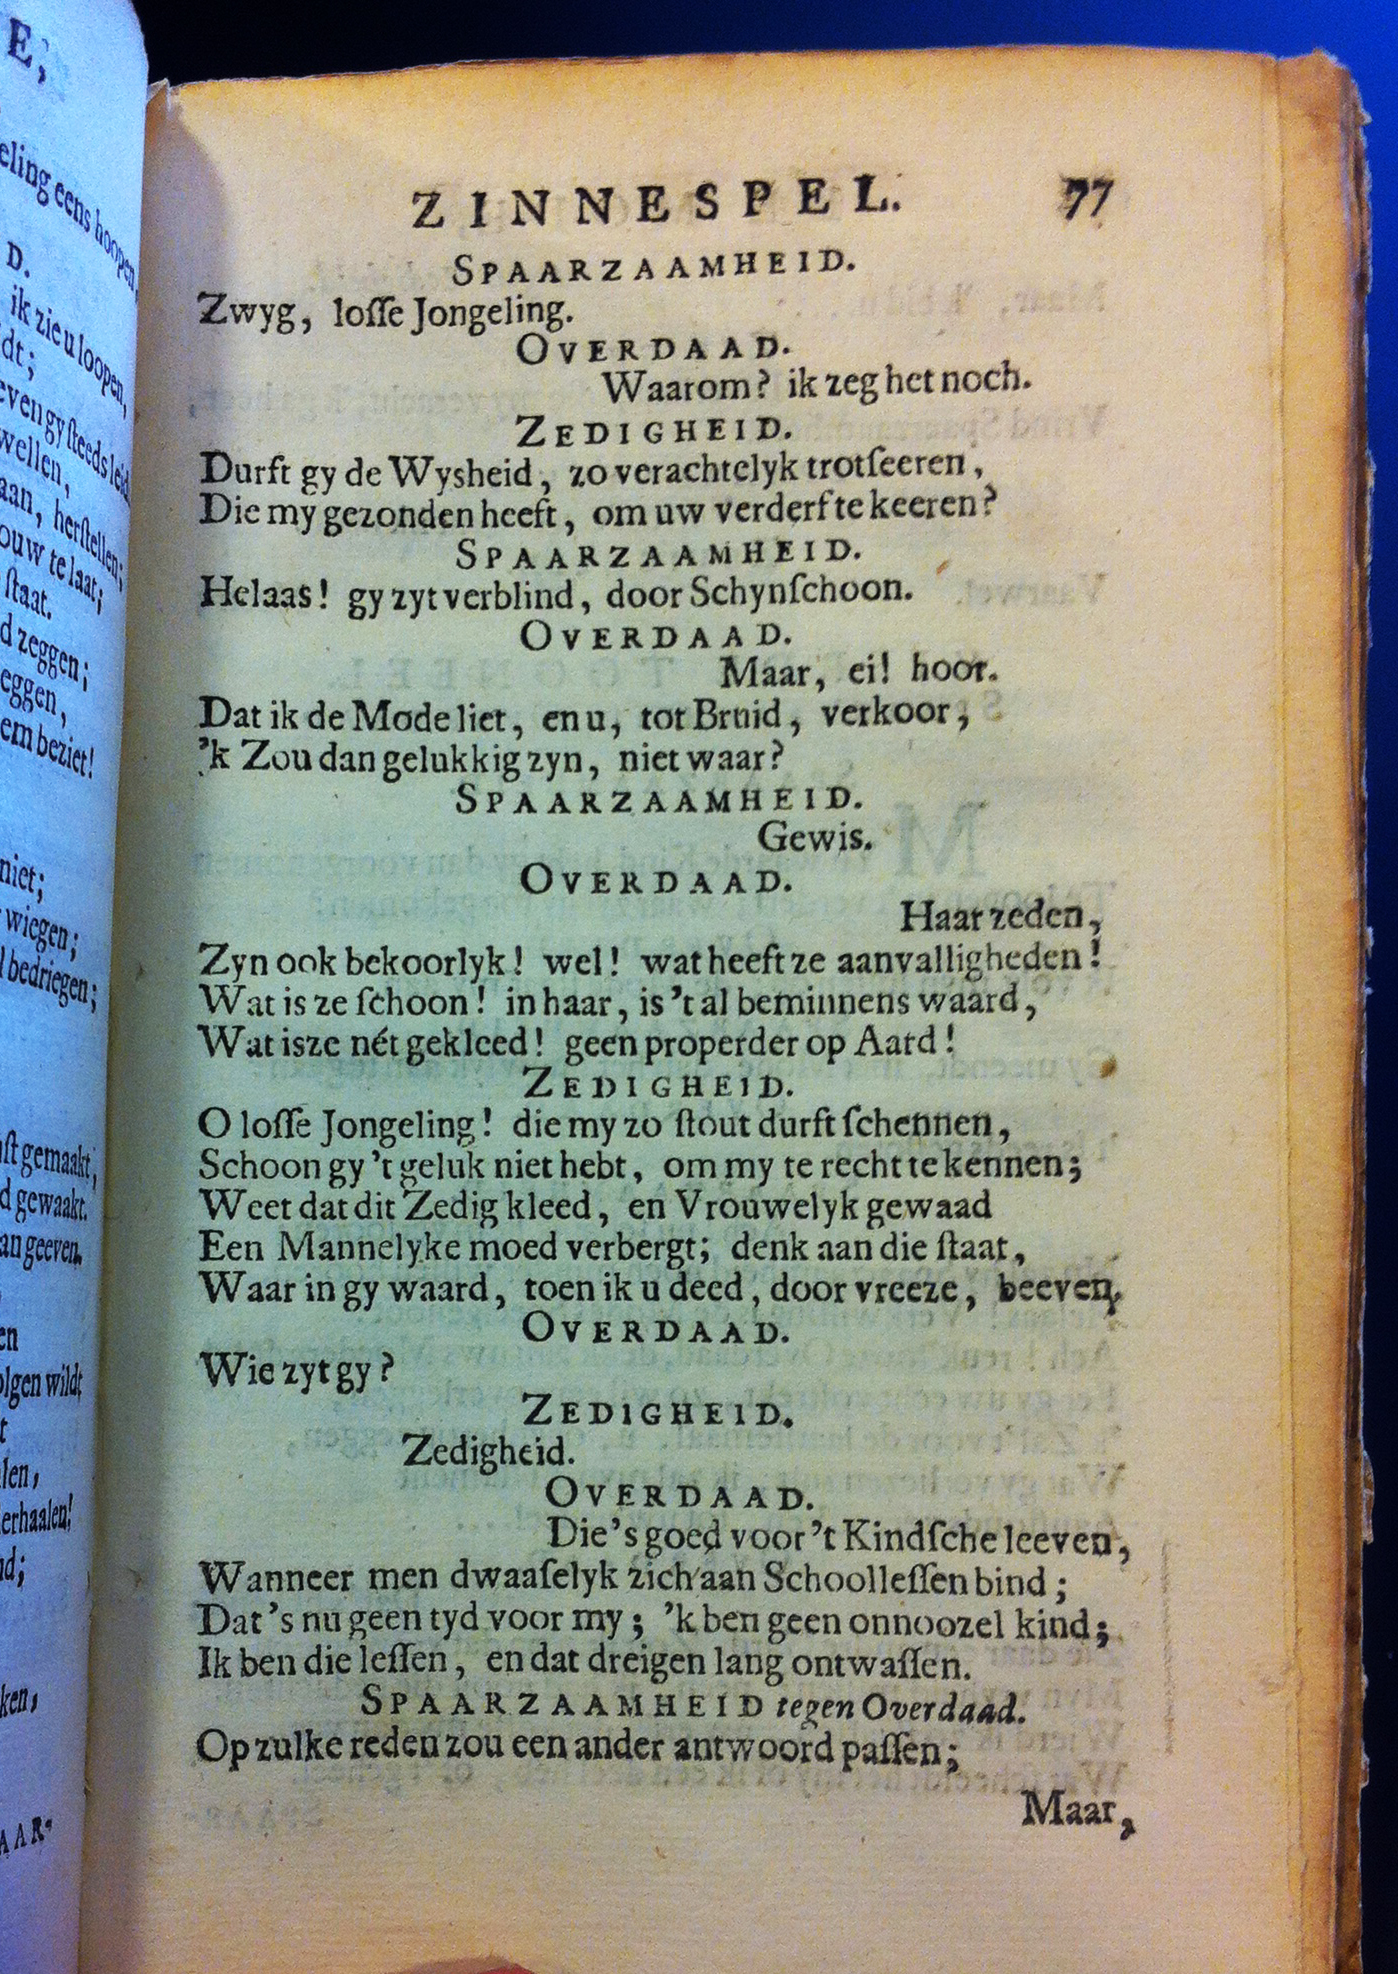 ZINNESPEL. 77
SPAARZAAMHEID.
Zwyg, loſſe Jongeling.
OVERDAAD.
Waarom? ik zeg het noch.
ZEDIGHEID.
Durft gy de Wysheid, zo verachtelyk trotſeeren,
Die my gezonden heeft, om uw verderf te keeren?
SPAARZAAMHEID.
Helaas! gy zyt verblind, door Schynſchoon.
OVERDAAD.
Maar, ei! hoor.
Dat ik de Mode liet, en u, tot Bruid, verkoor,
'k Zou dan gelukkig zyn, niet waar?
SPAARZAAMHEID.
Gewis.
OVERDAAD.
Haar zeden,
Zyn ook bekoorlyk! wel! wat heeft ze aanvalligheden!
Wat is ze ſchoon! in haar, is 't al beminnens waard,
Wat isze nét gekleed! geen properder op Aard!
ZEDIGHEID.
O loſſe Jongeling! die my zo ſtout durft ſchennen,
Schoon gy 't geluk niet hebt, om my te recht te kennen;
Weet dat dit Zedig kleed, en Vrouwelyk gewaad
Een Mannelyke moed verbergt; denk aan die ſtaat,
Waar in gy waard, toen ik u deed, door vreeze, beeven.
OVERDAAD.
Wie zyt gy?
ZEDIGHEID.
Zedigheid.
OVERDAAD.
Die's goed voor 't Kindſche leeven,
Wanneer men dwaaſelyk zich aan Schoolleſſen bind;
Dat's nu geen tyd voor my; 'k ben geen onnoozel kind;
Ik ben die leſſen, en dat dreigen lang ontwaſſen.
SPAARZAAMHEID tegen Overdaad.
Op zulke reden zou een ander antwoord paſſen;
Maar,